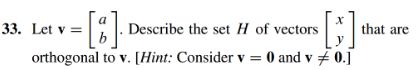 33. Let v = [a b]. Describe the set H of vectors [x y] that are
orthogonal to v. [Hint: Consider v = 0 and v ≠ 0.]